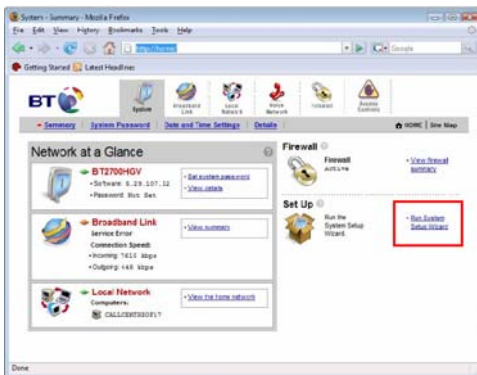 System - Summary - Mozilla Firefox
File Edit View History Bookmarks Tools Help
http://home/
Google
Getting Started Latest Headlines
BT
System
Broadband Link
Local Network
Voice Network
Firewall
Access Controls
Summary | System Password | Date and Time Settings | Details
HOME | Site Map
Network at a Glance
BT2700HGV
Software: 5.29.107.12
Password: Not Set
Set system password
View details
Broadband Link
Service Error
Connection Speed:
Incoming: 7616 kbps
Outgoing: 448 kbps
View summary
Local Network
Computers:
View the home network
Firewall
Firewall
Active
View firewall summary
Set Up
Run the System Setup Wizard.
Run System Setup Wizard
Done